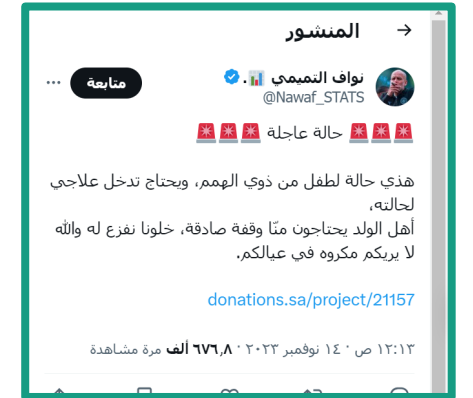 المنشور
نواف التميمي 📊.
@Nawaf_STATS
متابعة
🚨🚨🚨 حالة عاجلة 🚨🚨🚨
هذي حالة لطفل من ذوي الهمم، ويحتاج تدخل علاجي
لحالته،
أهل الولد يحتاجون منّا وقفة صادقة، خلونا نفزع له والله
لا يريكم مكروه في عيالكم.
donations.sa/project/21157
١٢:١٣ ص · ١٤ نوفمبر ٢٠٢٣ · ٦٧٦,٨ ألف مرة مشاهدة